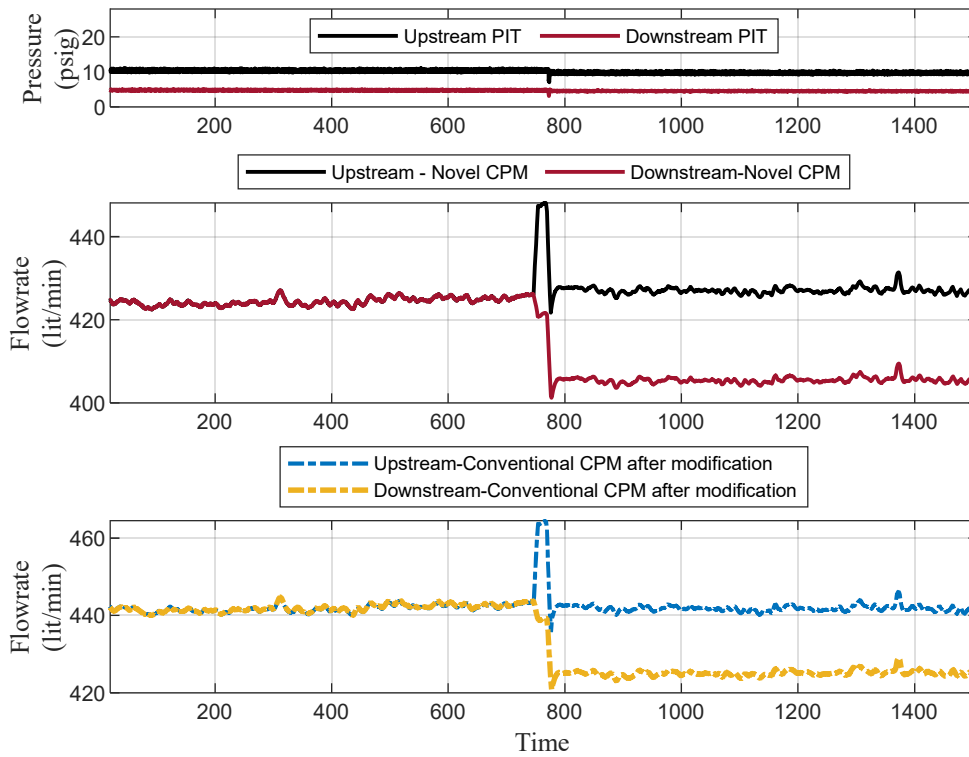 Pressure
(psig)
20
10
0
Upstream PIT Downstream PIT
200 400 600 800 1000 1200 1400
Upstream - Novel CPM Downstream-Novel CPM
Flowrate
(lit/min)
440
420
400
200 400 600 800 1000 1200 1400
Upstream-Conventional CPM after modification
Downstream-Conventional CPM after modification
Flowrate
(lit/min)
460
440
420
200 400 600 800 1000 1200 1400
Time